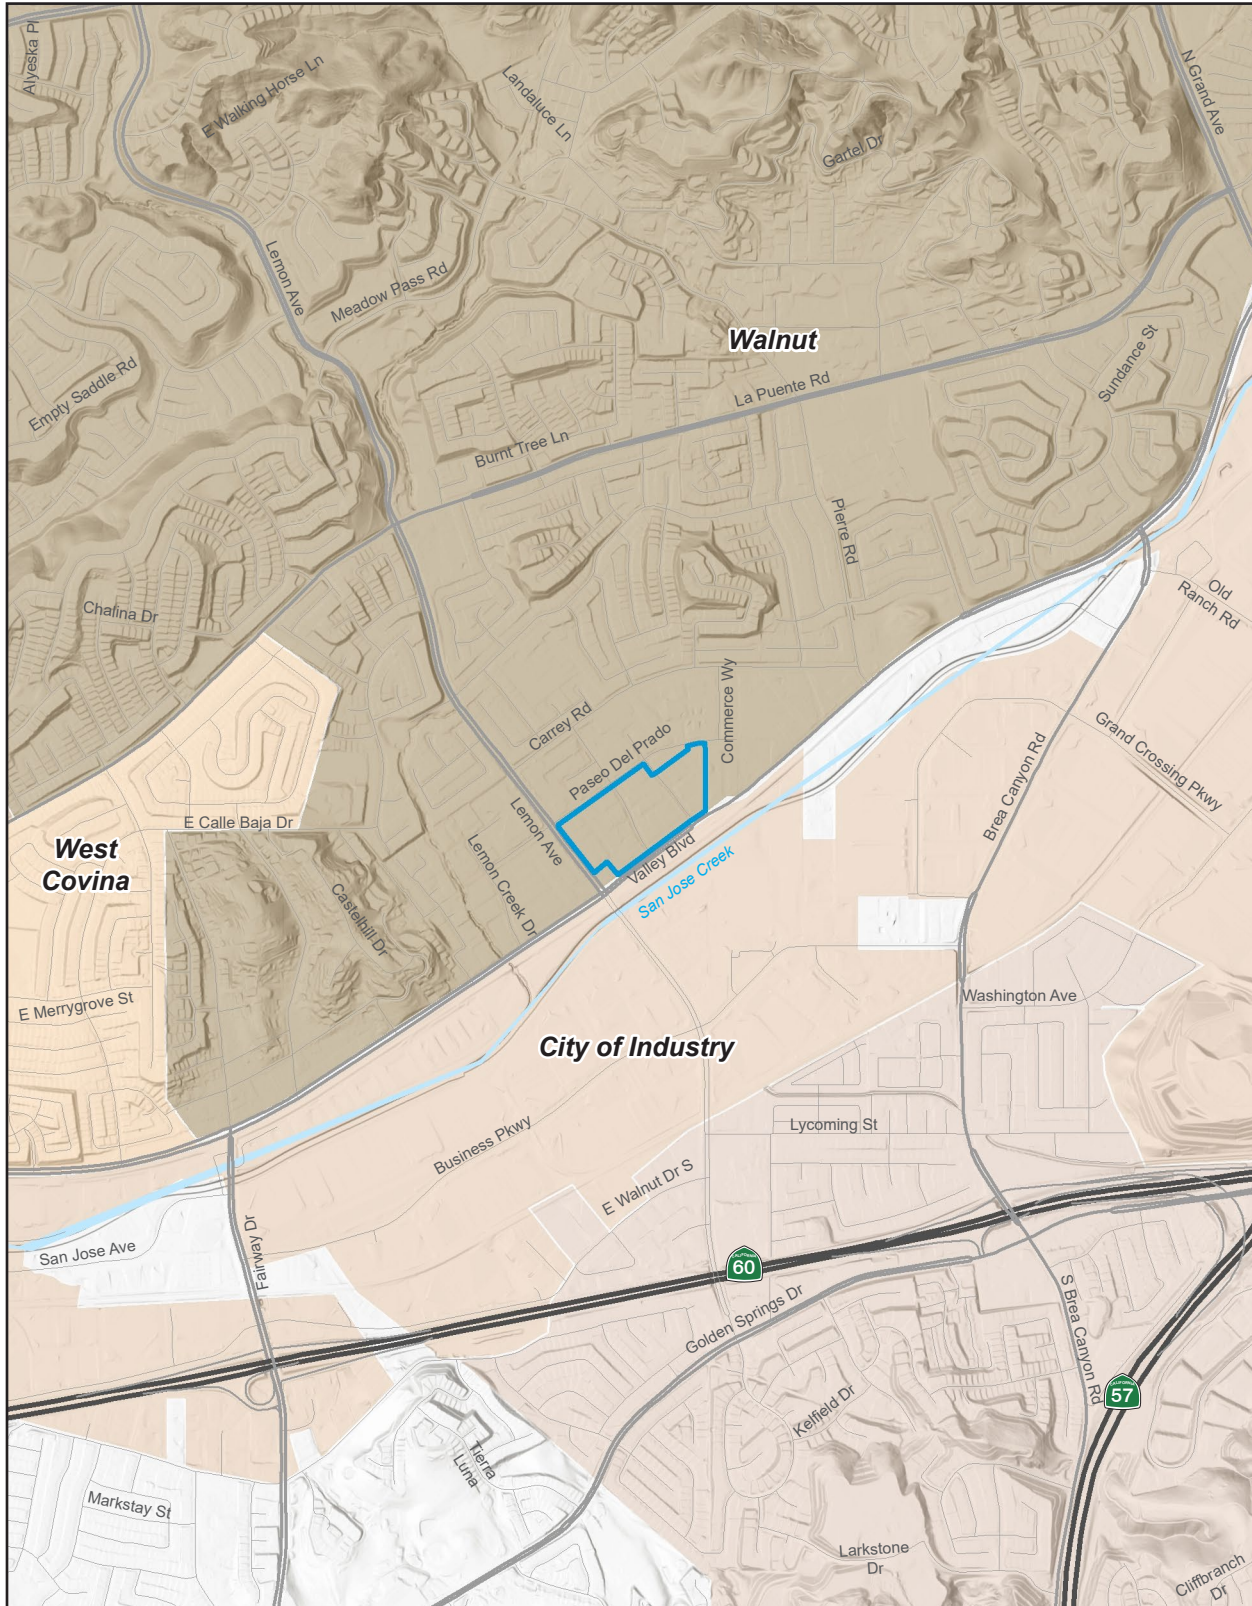 Alyeska Pl
E Walking Horse Ln
Landaluce Ln
Gartel Dr
N Grand Ave
Lemon Ave
Meadow Pass Rd
Walnut
Sundance St
Empty Saddle Rd
La Puente Rd
Burnt Tree Ln
Pierre Rd
Chafina Dr
Old
Ranch Rd
Carrey Rd
Commerce Wy
Paseo Del Prado
Grand Crossing Pkwy
Brea Canyon Rd
E Calle Baja Dr
Lemon Ave
West
Covina
Valley Blvd
San Jose Creek
Lemon Creek Dr
Castelhill Dr
E Merrygrove St
Washington Ave
City of Industry
Lycoming St
Business Pkwy
E Walnut Dr S
San Jose Ave
Fairway Dr
CALIFORNIA
60
Golden Springs Dr
S Brea Canyon Rd
CALIFORNIA
57
Kelfield Dr
Tierra
Luna
Markstay St
Larkstone
Dr
Cliffbranch
Dr